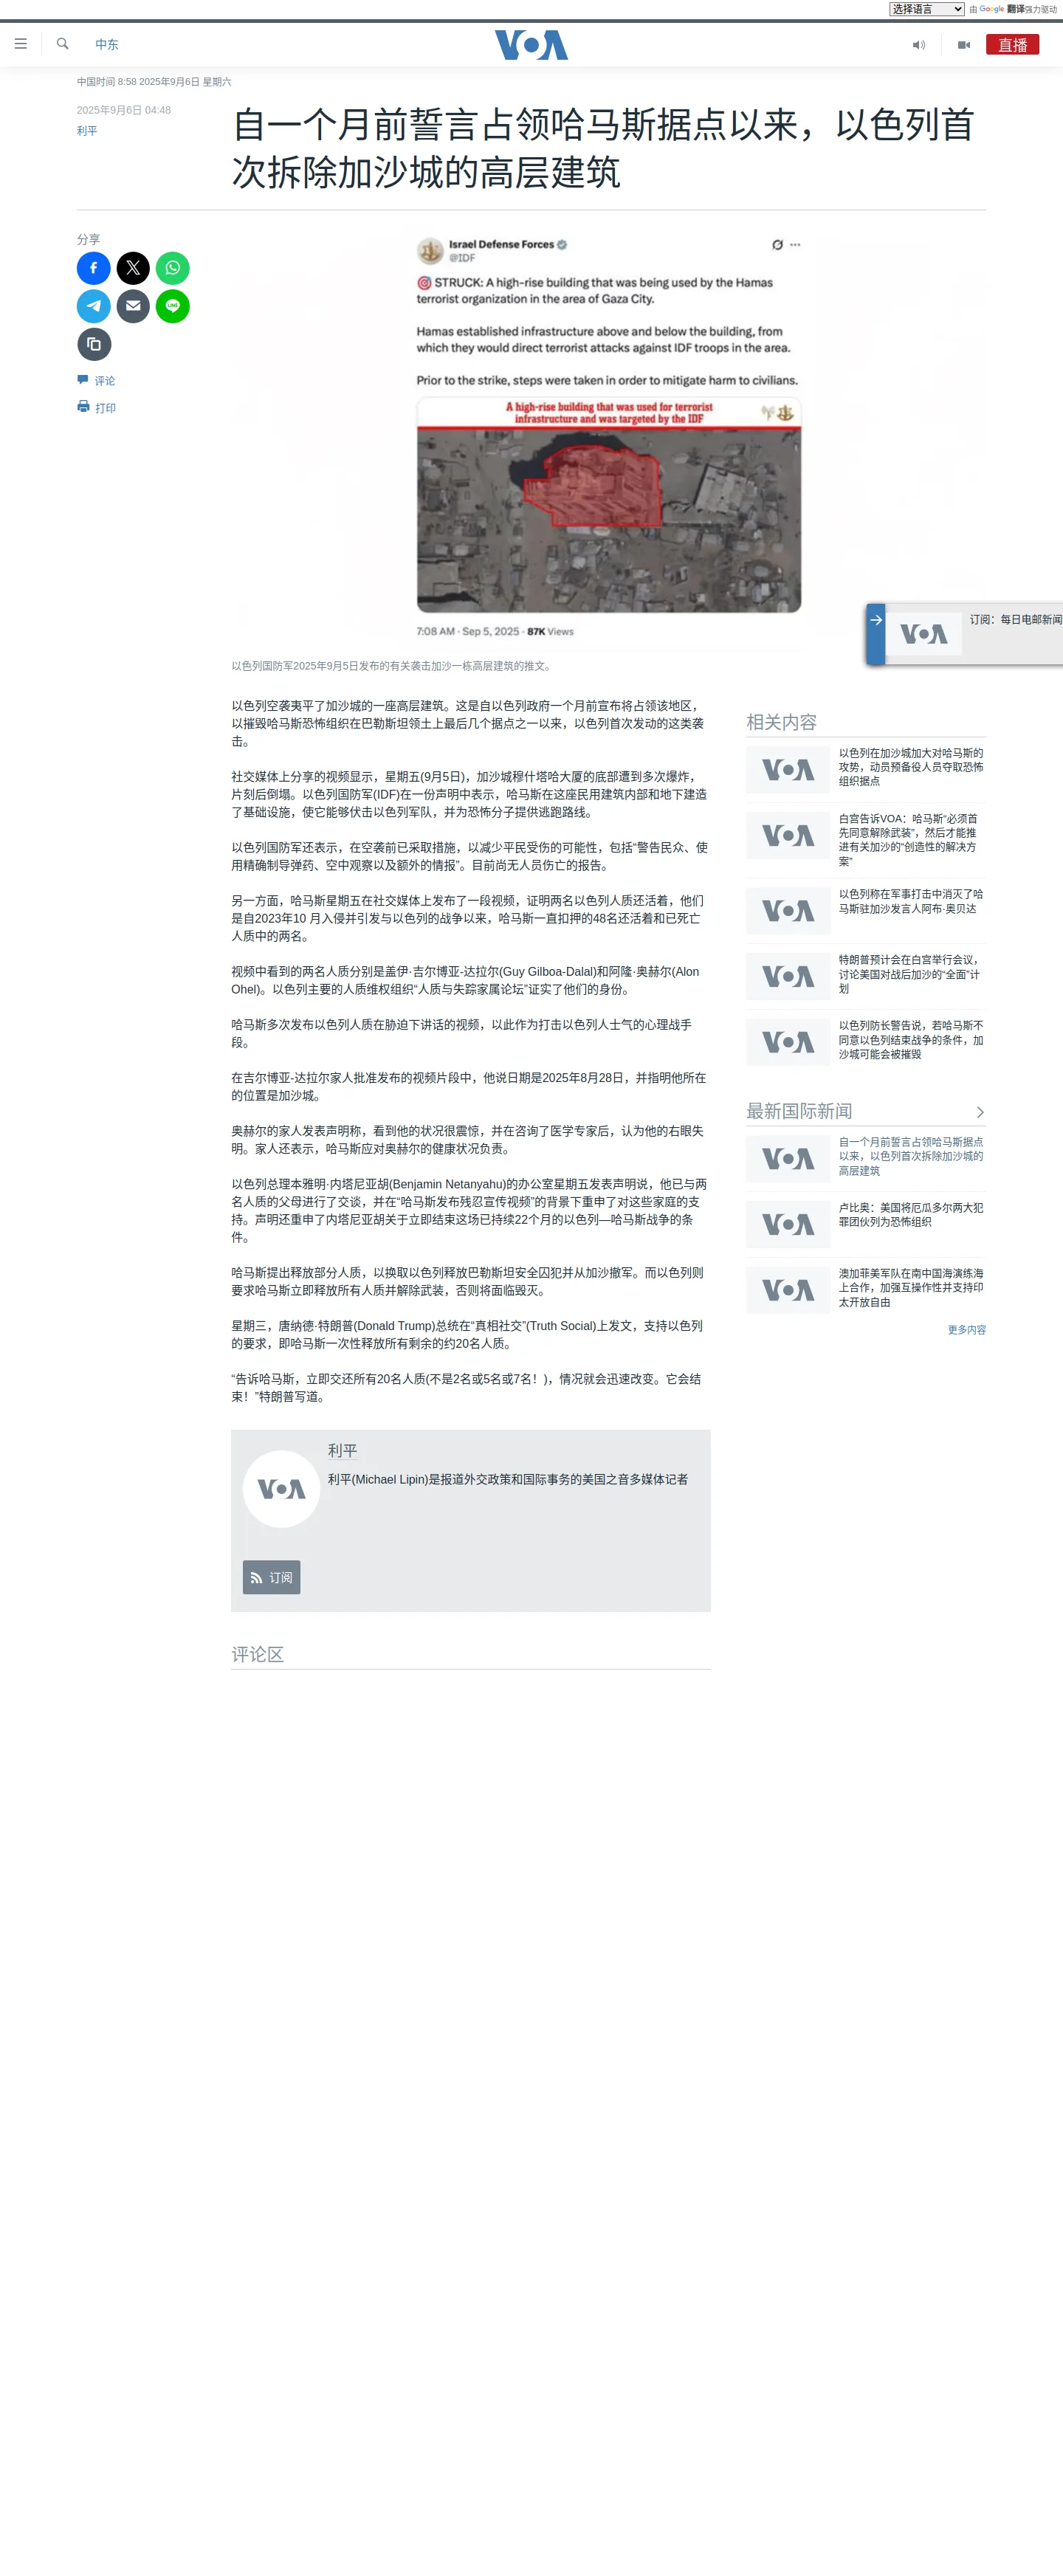 选择语言 由 Google 翻译强力驱动
中东
VOA
直播
中国时间 8:58 2025年9月6日 星期六
2025年9月6日 04:48
利平
自一个月前誓言占领哈马斯据点以来，以色列首
次拆除加沙城的高层建筑
分享
LINE
评论
打印
Israel Defense Forces
@IDF
STRUCK: A high-rise building that was being used by the Hamas
terrorist organization in the area of Gaza City.
Hamas established infrastructure above and below the building, from
which they would direct terrorist attacks against IDF troops in the area.
Prior to the strike, steps were taken in order to mitigate harm to civilians.
A high-rise building that was used for terrorist
infrastructure and was targeted by the IDF
7:08 AM · Sep 5, 2025 · 87K Views
订阅：每日电邮新闻
VOA
以色列国防军2025年9月5日发布的有关袭击加沙一栋高层建筑的推文。
以色列空袭夷平了加沙城的一座高层建筑。这是自以色列政府一个月前宣布将占领该地区，
以摧毁哈马斯恐怖组织在巴勒斯坦领土上最后几个据点之一以来，以色列首次发动的这类袭
击。
社交媒体上分享的视频显示，星期五(9月5日)，加沙城穆什塔哈大厦的底部遭到多次爆炸，
片刻后倒塌。以色列国防军(IDF)在一份声明中表示，哈马斯在这座民用建筑内部和地下建造
了基础设施，使它能够伏击以色列军队，并为恐怖分子提供逃跑路线。
以色列国防军还表示，在空袭前已采取措施，以减少平民受伤的可能性，包括“警告民众、使
用精确制导弹药、空中观察以及额外的情报”。目前尚无人员伤亡的报告。
另一方面，哈马斯星期五在社交媒体上发布了一段视频，证明两名以色列人质还活着，他们
是自2023年10 月入侵并引发与以色列的战争以来，哈马斯一直扣押的48名还活着和已死亡
人质中的两名。
视频中看到的两名人质分别是盖伊·吉尔博亚-达拉尔(Guy Gilboa-Dalal)和阿隆·奥赫尔(Alon
Ohel)。以色列主要的人质维权组织“人质与失踪家属论坛”证实了他们的身份。
哈马斯多次发布以色列人质在胁迫下讲话的视频，以此作为打击以色列人士气的心理战手
段。
在吉尔博亚-达拉尔家人批准发布的视频片段中，他说日期是2025年8月28日，并指明他所在
的位置是加沙城。
奥赫尔的家人发表声明称，看到他的状况很震惊，并在咨询了医学专家后，认为他的右眼失
明。家人还表示，哈马斯应对奥赫尔的健康状况负责。
以色列总理本雅明·内塔尼亚胡(Benjamin Netanyahu)的办公室星期五发表声明说，他已与两
名人质的父母进行了交谈，并在“哈马斯发布残忍宣传视频”的背景下重申了对这些家庭的支
持。声明还重申了内塔尼亚胡关于立即结束这场已持续22个月的以色列—哈马斯战争的条
件。
哈马斯提出释放部分人质，以换取以色列释放巴勒斯坦安全囚犯并从加沙撤军。而以色列则
要求哈马斯立即释放所有人质并解除武装，否则将面临毁灭。
星期三，唐纳德·特朗普(Donald Trump)总统在“真相社交”(Truth Social)上发文，支持以色列
的要求，即哈马斯一次性释放所有剩余的约20名人质。
“告诉哈马斯，立即交还所有20名人质(不是2名或5名或7名！)，情况就会迅速改变。它会结
束！”特朗普写道。
VOA
利平
利平(Michael Lipin)是报道外交政策和国际事务的美国之音多媒体记者
订阅
评论区
相关内容
VOA
以色列在加沙城加大对哈马斯的
攻势，动员预备役人员夺取恐怖
组织据点
VOA
白宫告诉VOA：哈马斯“必须首
先同意解除武装”，然后才能推
进有关加沙的“创造性的解决方
案”
VOA
以色列称在军事打击中消灭了哈
马斯驻加沙发言人阿布·奥贝达
VOA
特朗普预计会在白宫举行会议，
讨论美国对战后加沙的“全面”计
划
VOA
以色列防长警告说，若哈马斯不
同意以色列结束战争的条件，加
沙城可能会被摧毁
最新国际新闻
VOA
自一个月前誓言占领哈马斯据点
以来，以色列首次拆除加沙城的
高层建筑
VOA
卢比奥：美国将厄瓜多尔两大犯
罪团伙列为恐怖组织
VOA
澳加菲美军队在南中国海演练海
上合作，加强互操作性并支持印
太开放自由
更多内容